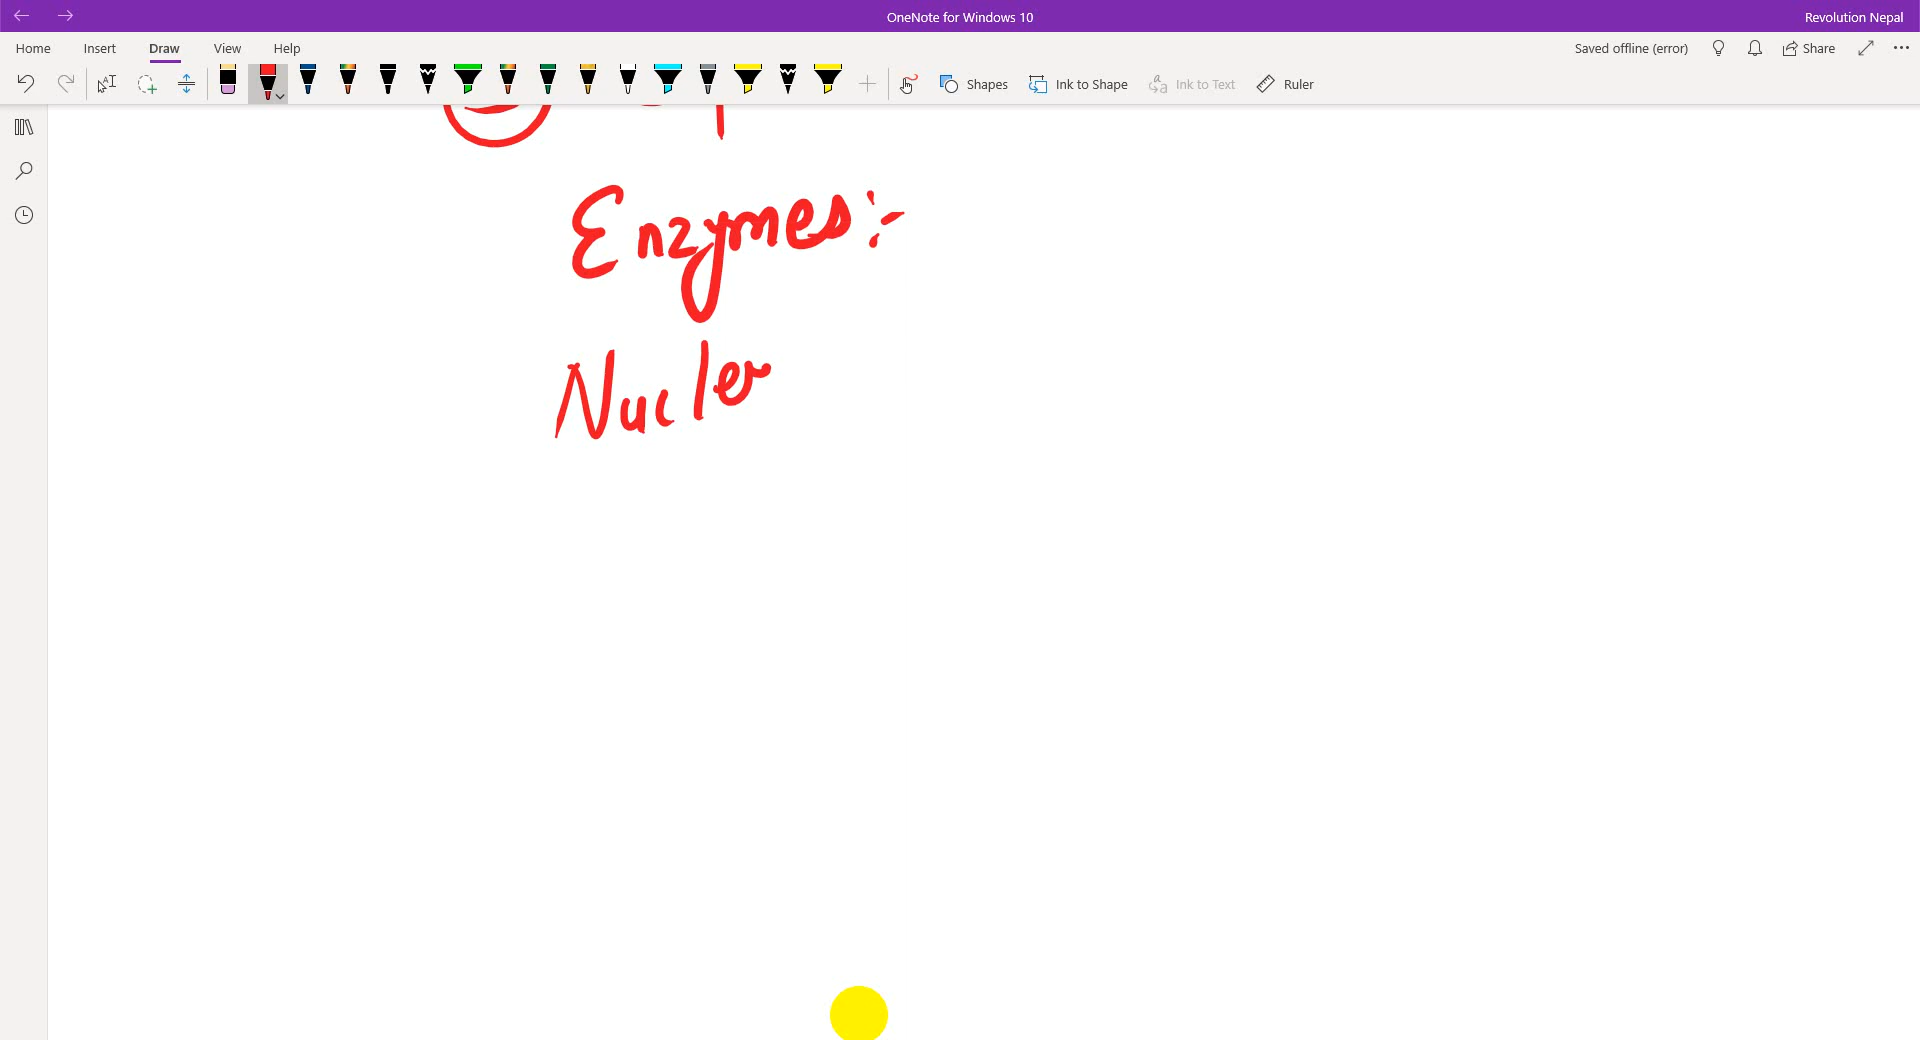 OneNote for Windows 10 Revolution Nepal
Home Insert Draw View Help Saved offline (error) Share
Shapes Ink to Shape Ink to Text Ruler
Enzymes :-
Nucler